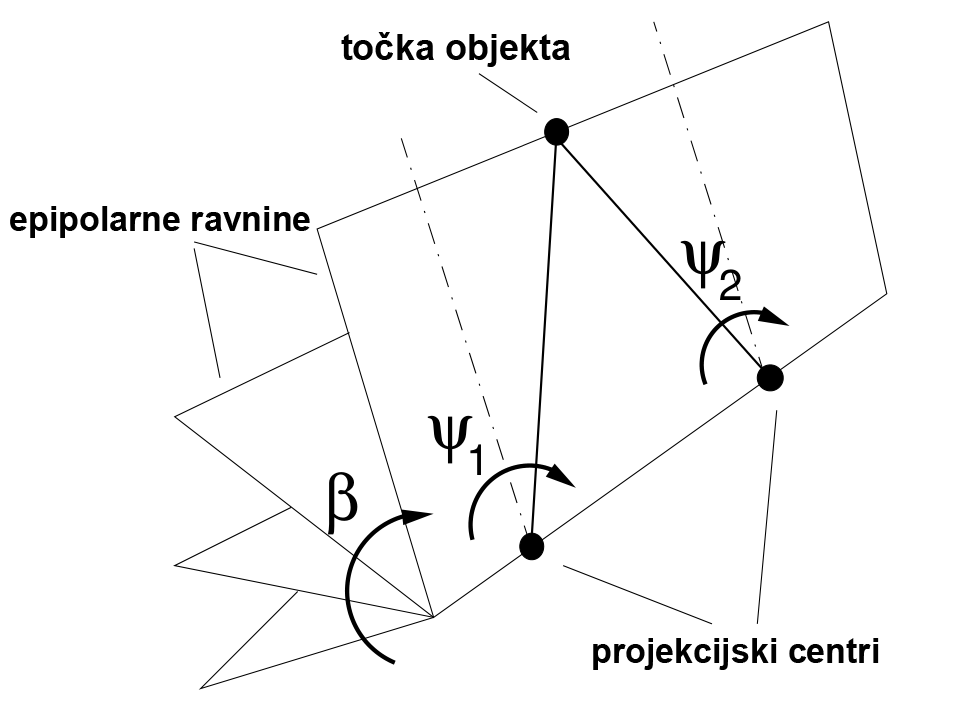 točka objekta
epipolarne ravnine
ψ2
ψ1
β
projekcijski centri